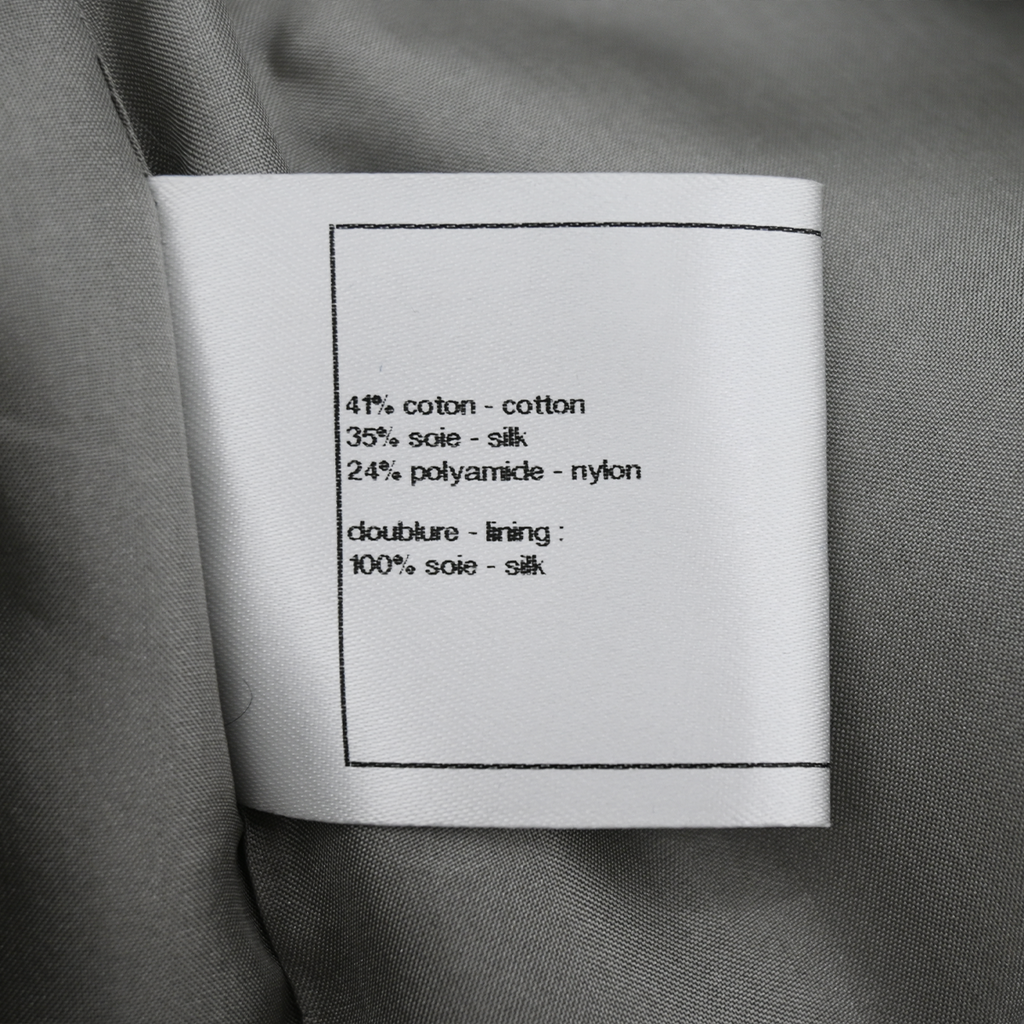 41% coton - cotton
35% soie - silk
24% polyamide - nylon
doublure - lining :
100% soie - silk